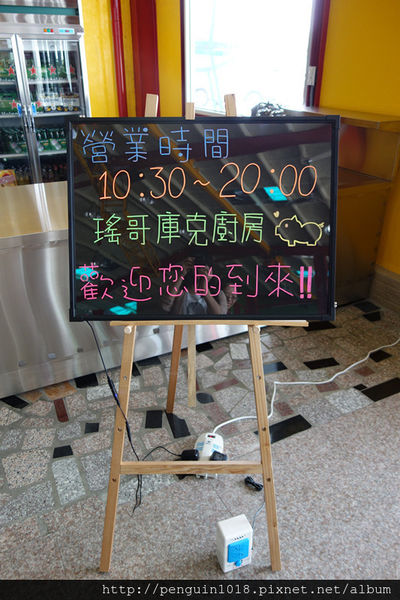 營業時間
10:30~20:00
瑤哥庫克廚房
歡迎您的到來!!
http://penguin1018.pixnet.net/album